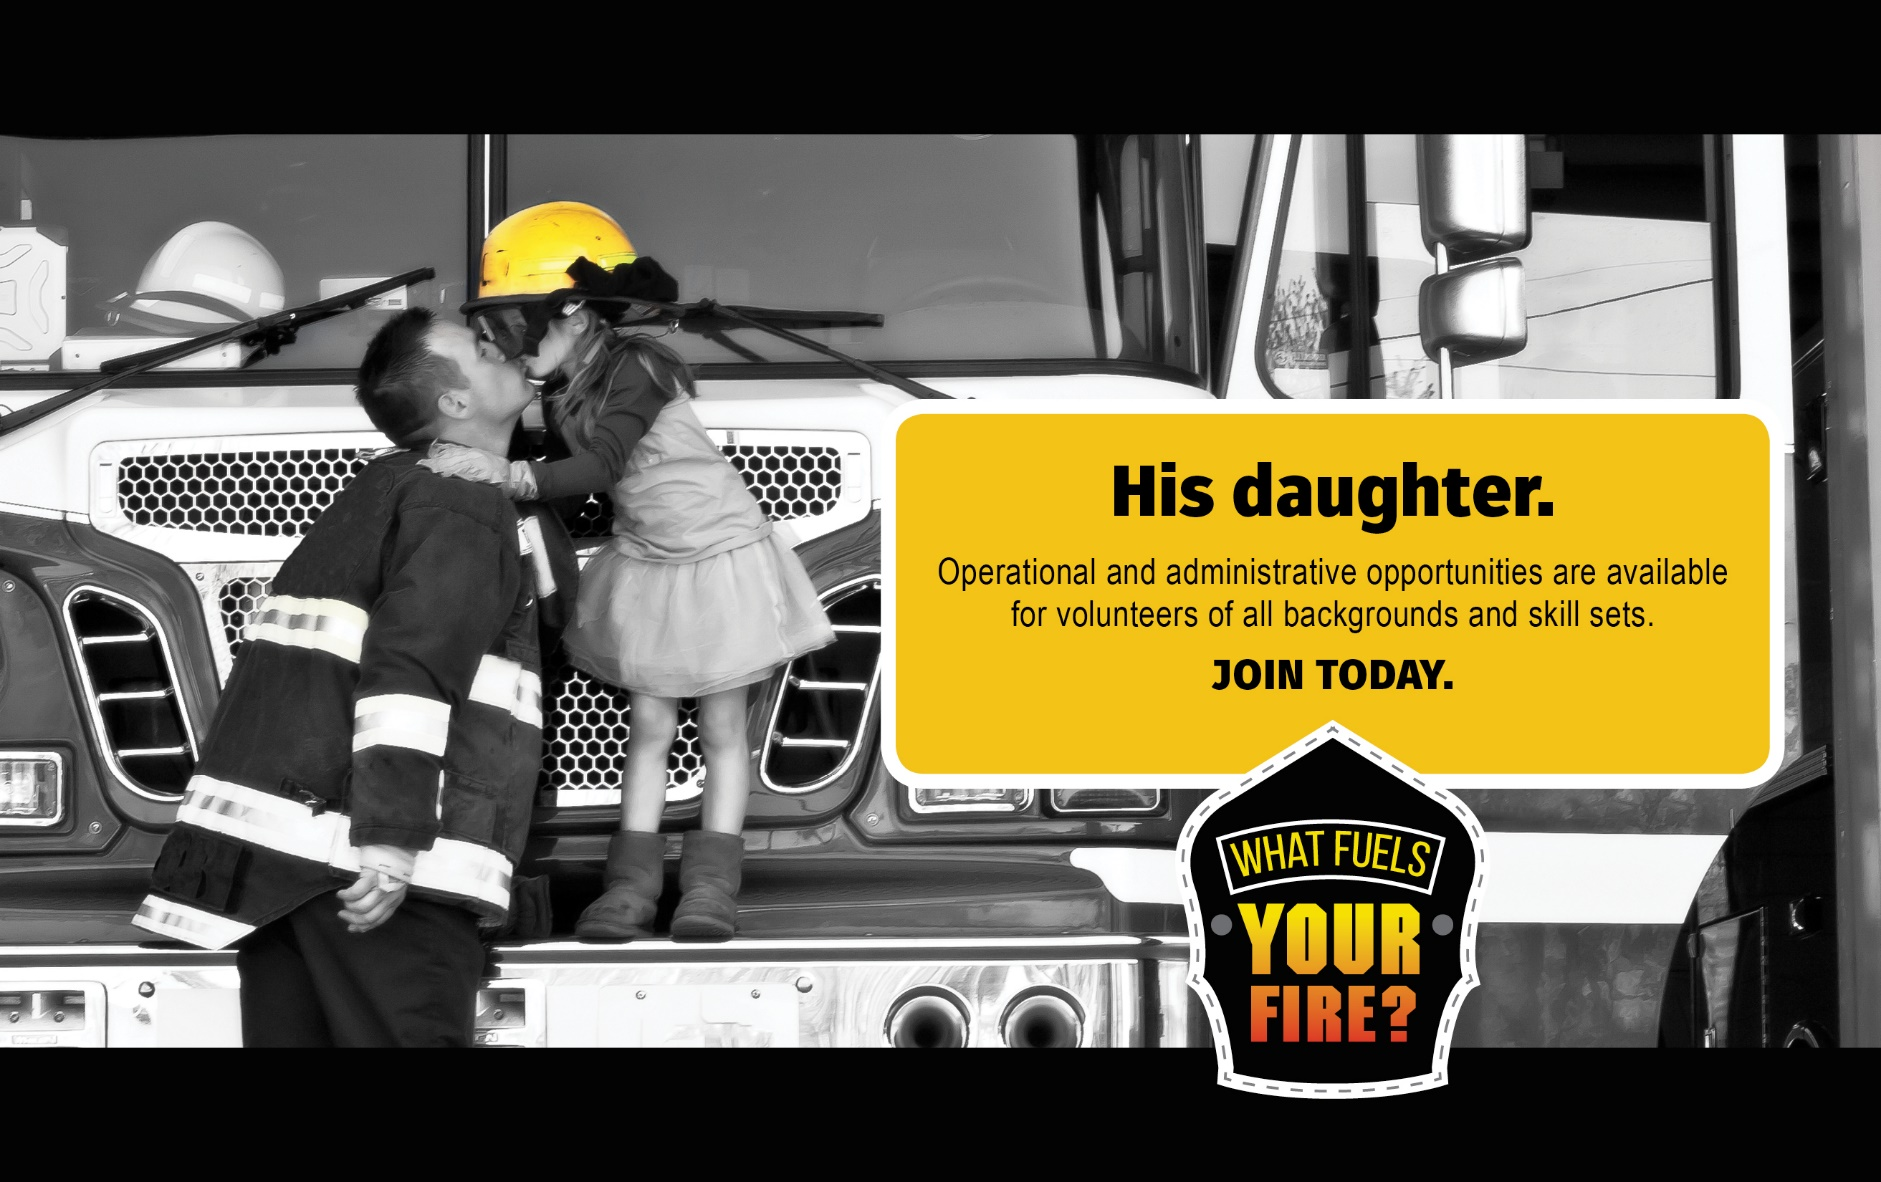 His daughter.
Operational and administrative opportunities are available
for volunteers of all backgrounds and skill sets.
JOIN TODAY.
WHAT FUELS
YOUR
FIRE?